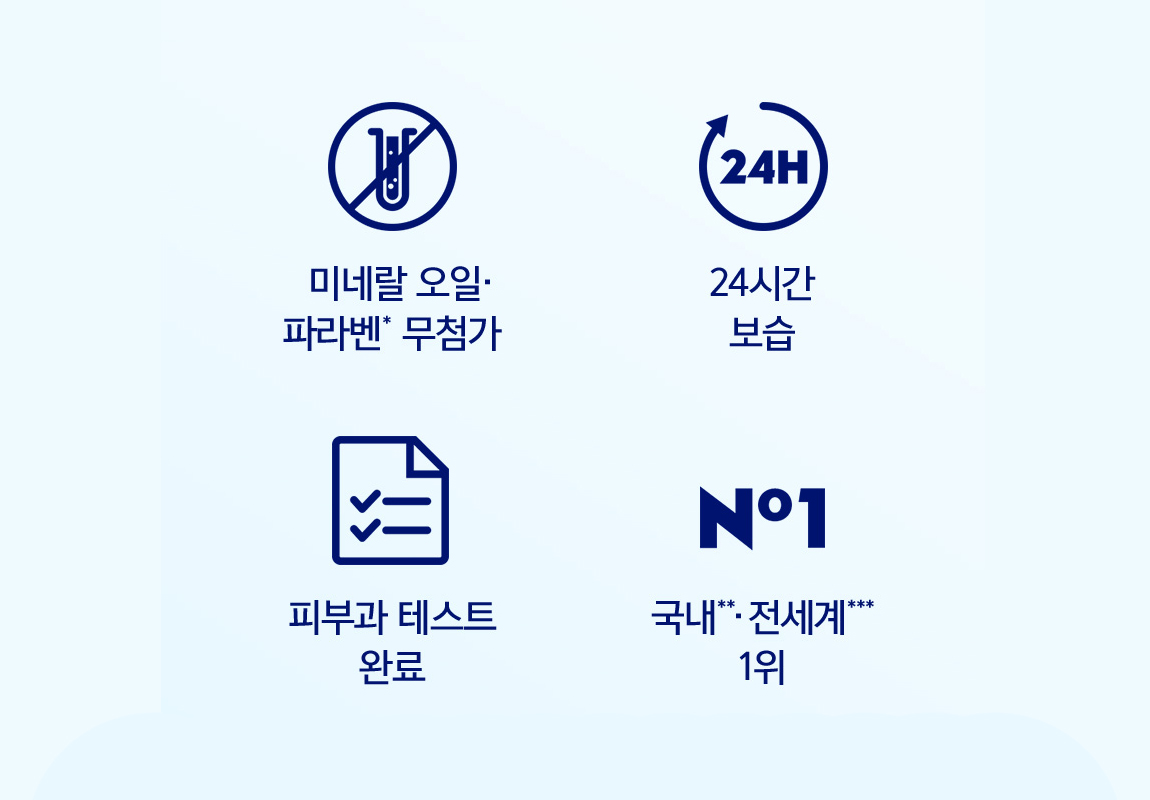 24H
미네랄 오일·
파라벤* 무첨가
24시간
보습
Nº1
피부과 테스트
완료
국내**· 전세계***
1위